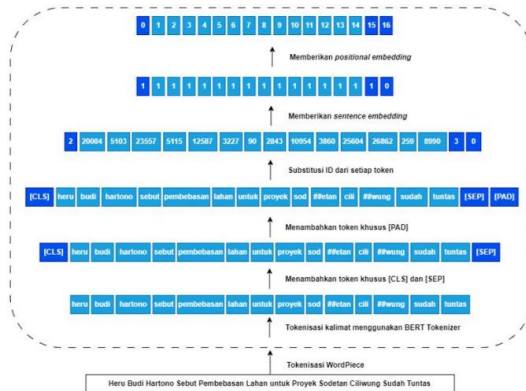 0 1 2 3 4 5 6 7 8 9 10 11 12 13 14 15 16
Memberikan positional embedding
1 1 1 1 1 1 1 1 1 1 1 1 1 1 1 1 0
Memberikan sentence embedding
2 20084 5103 23557 5115 12587 3227 90 2843 10954 3860 25604 26862 259 8990 3 0
Substitusi ID dari setiap token
[CLS] heru budi hartono sebut pembebasan lahan untuk proyek sod ##etan cili ##wung sudah tuntas [SEP] [PAD]
Menambahkan token khusus [PAD]
[CLS] heru budi hartono sebut pembebasan lahan untuk proyek sod ##etan cili ##wung sudah tuntas [SEP]
Menambahkan token khusus [CLS] dan [SEP]
heru budi hartono sebut pembebasan lahan untuk proyek sod ##etan cili ##wung sudah tuntas
Tokenisasi kalimat menggunakan BERT Tokenizer
Tokenisasi WordPiece
Heru Budi Hartono Sebut Pembebasan Lahan untuk Proyek Sodetan Ciliwung Sudah Tuntas